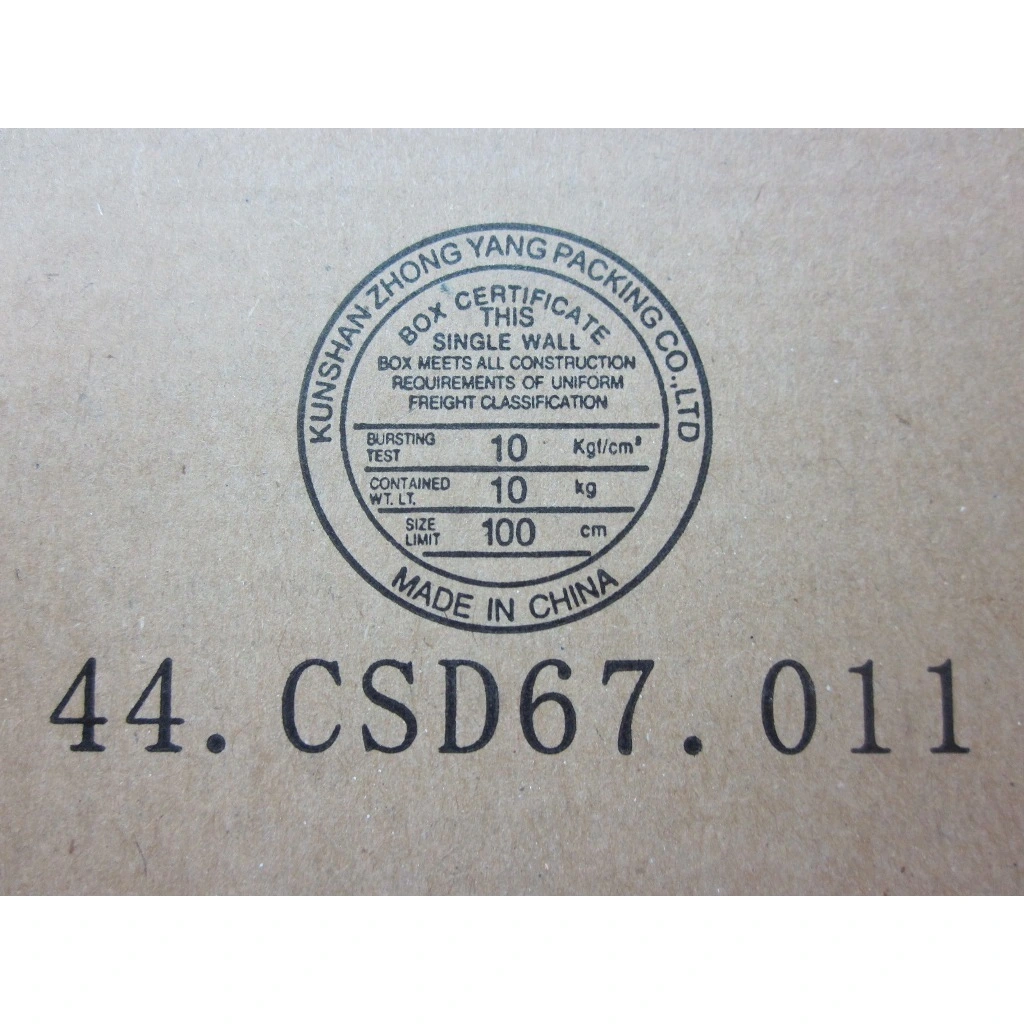 KUNSHAN ZHONG YANG PACKING CO.,LTD
BOX CERTIFICATE
THIS
SINGLE WALL
BOX MEETS ALL CONSTRUCTION
REQUIREMENTS OF UNIFORM
FREIGHT CLASSIFICATION
BURSTING TEST 10 Kgf/cm²
CONTAINED WT. LT. 10 kg
SIZE LIMIT 100 cm
MADE IN CHINA
44.CSD67.011